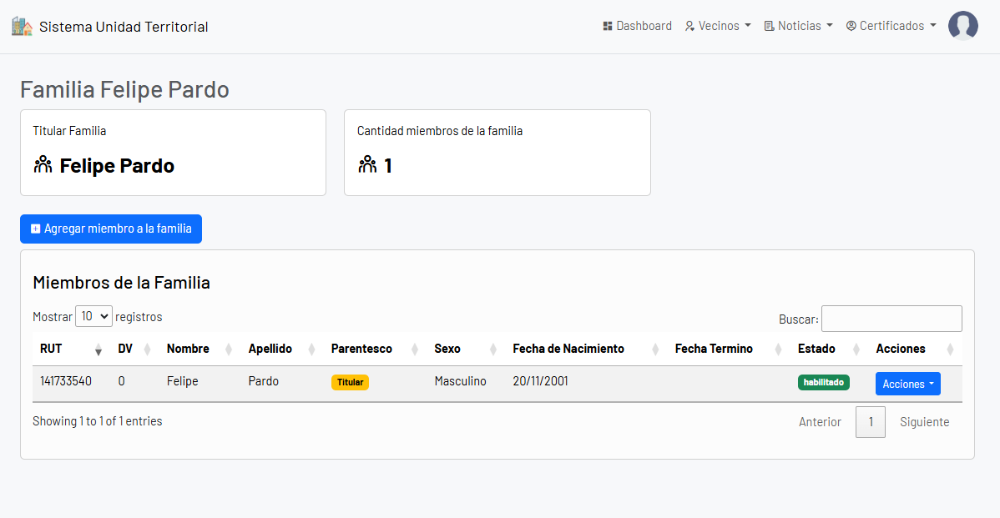 Sistema Unidad Territorial
Dashboard Vecinos Noticias Certificados
Familia Felipe Pardo
Titular Familia
Felipe Pardo
Cantidad miembros de la familia
1
Agregar miembro a la familia
Miembros de la Familia
Mostrar 10 registros
Buscar:
RUT DV Nombre Apellido Parentesco Sexo Fecha de Nacimiento Fecha Termino Estado Acciones
141733540 0 Felipe Pardo Titular Masculino 20/11/2001 habilitado Acciones
Showing 1 to 1 of 1 entries
Anterior 1 Siguiente